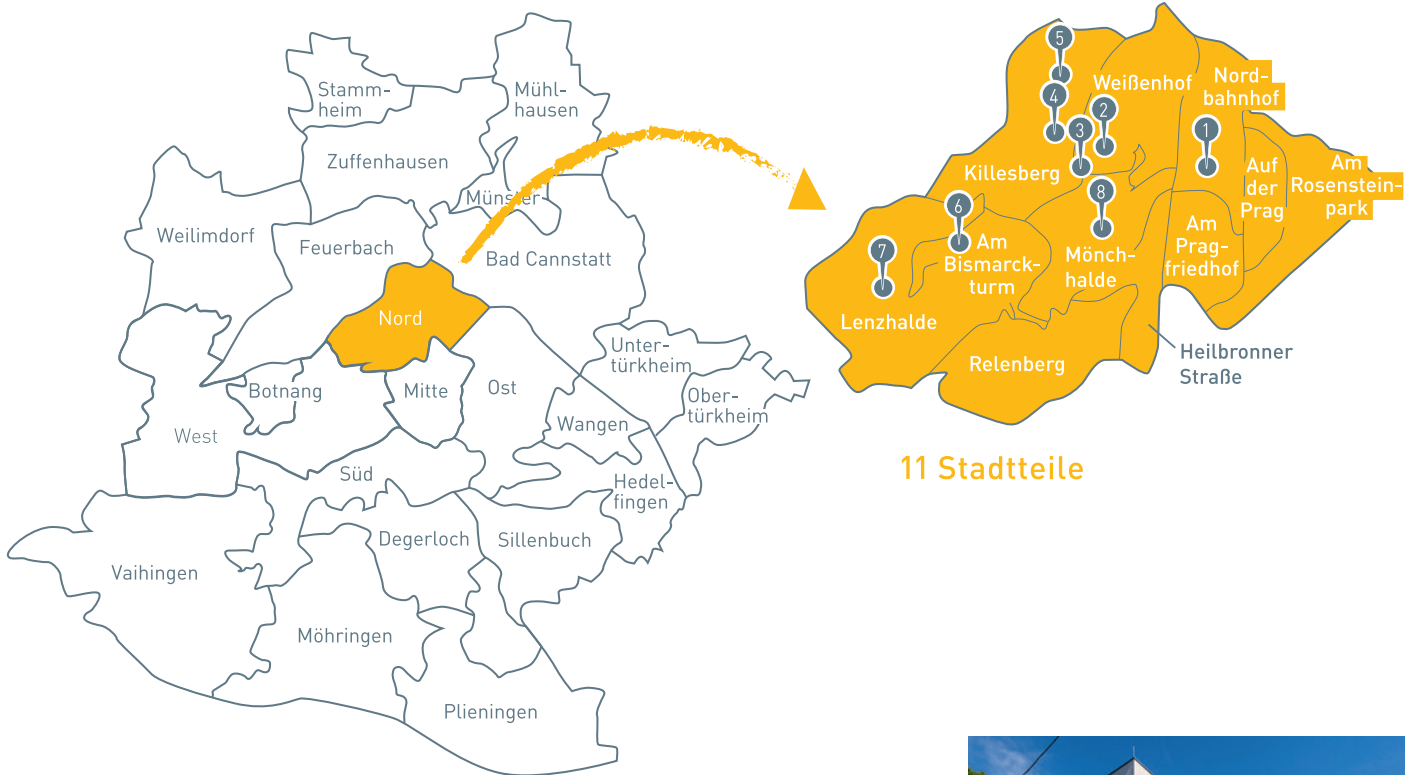 Stamm-
heim
Mühl-
hausen
Zuffenhausen
Münster
Weilimdorf
Feuerbach
Bad Cannstatt
Nord
Unter-
türkheim
Botnang
Mitte
Ost
Ober-
türkheim
Wangen
West
Süd
Hedel-
fingen
Degerloch
Sillenbuch
Vaihingen
Möhringen
Plieningen
5
4
Weißenhof
2
3
Nord-
bahnhof
1
Killesberg
Auf
der
Prag
Am
Rosenstein-
park
8
6
7
Am
Bismarck-
turm
Mönch-
halde
Am
Prag-
friedhof
Lenzhalde
Relenberg
Heilbronner
Straße
11 Stadtteile